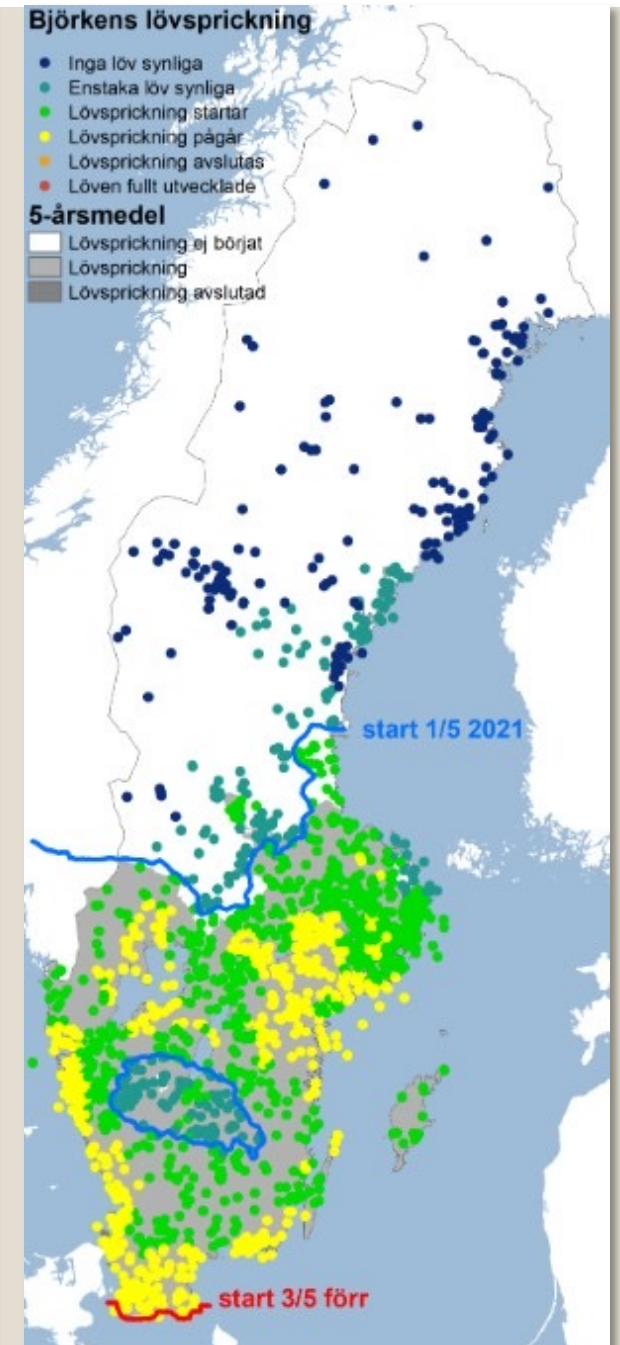 Björkens lövsprickning
Inga löv synliga
Enstaka löv synliga
Lövsprickning startar
Lövsprickning pågår
Lövsprickning avslutas
Löven fullt utvecklade
5-årsmedel
Lövsprickning ej börjat
Lövsprickning
Lövsprickning avslutad
start 1/5 2021
start 3/5 förr